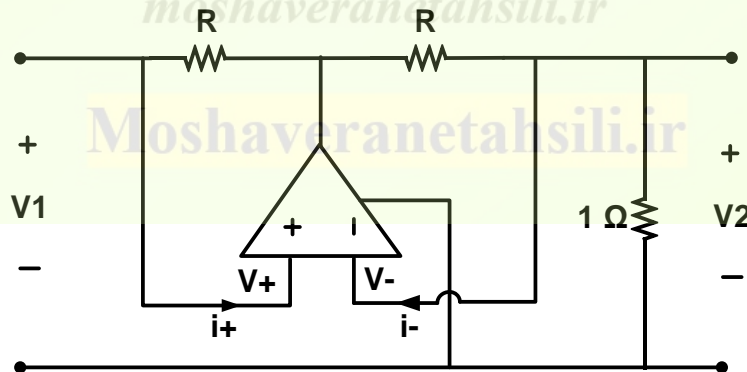 moshaveranetahsili.ir
R R
Moshaveranetahsili.ir
+ +
V1 1 Ω V2
+ −
V+ V-
− −
i+ i-